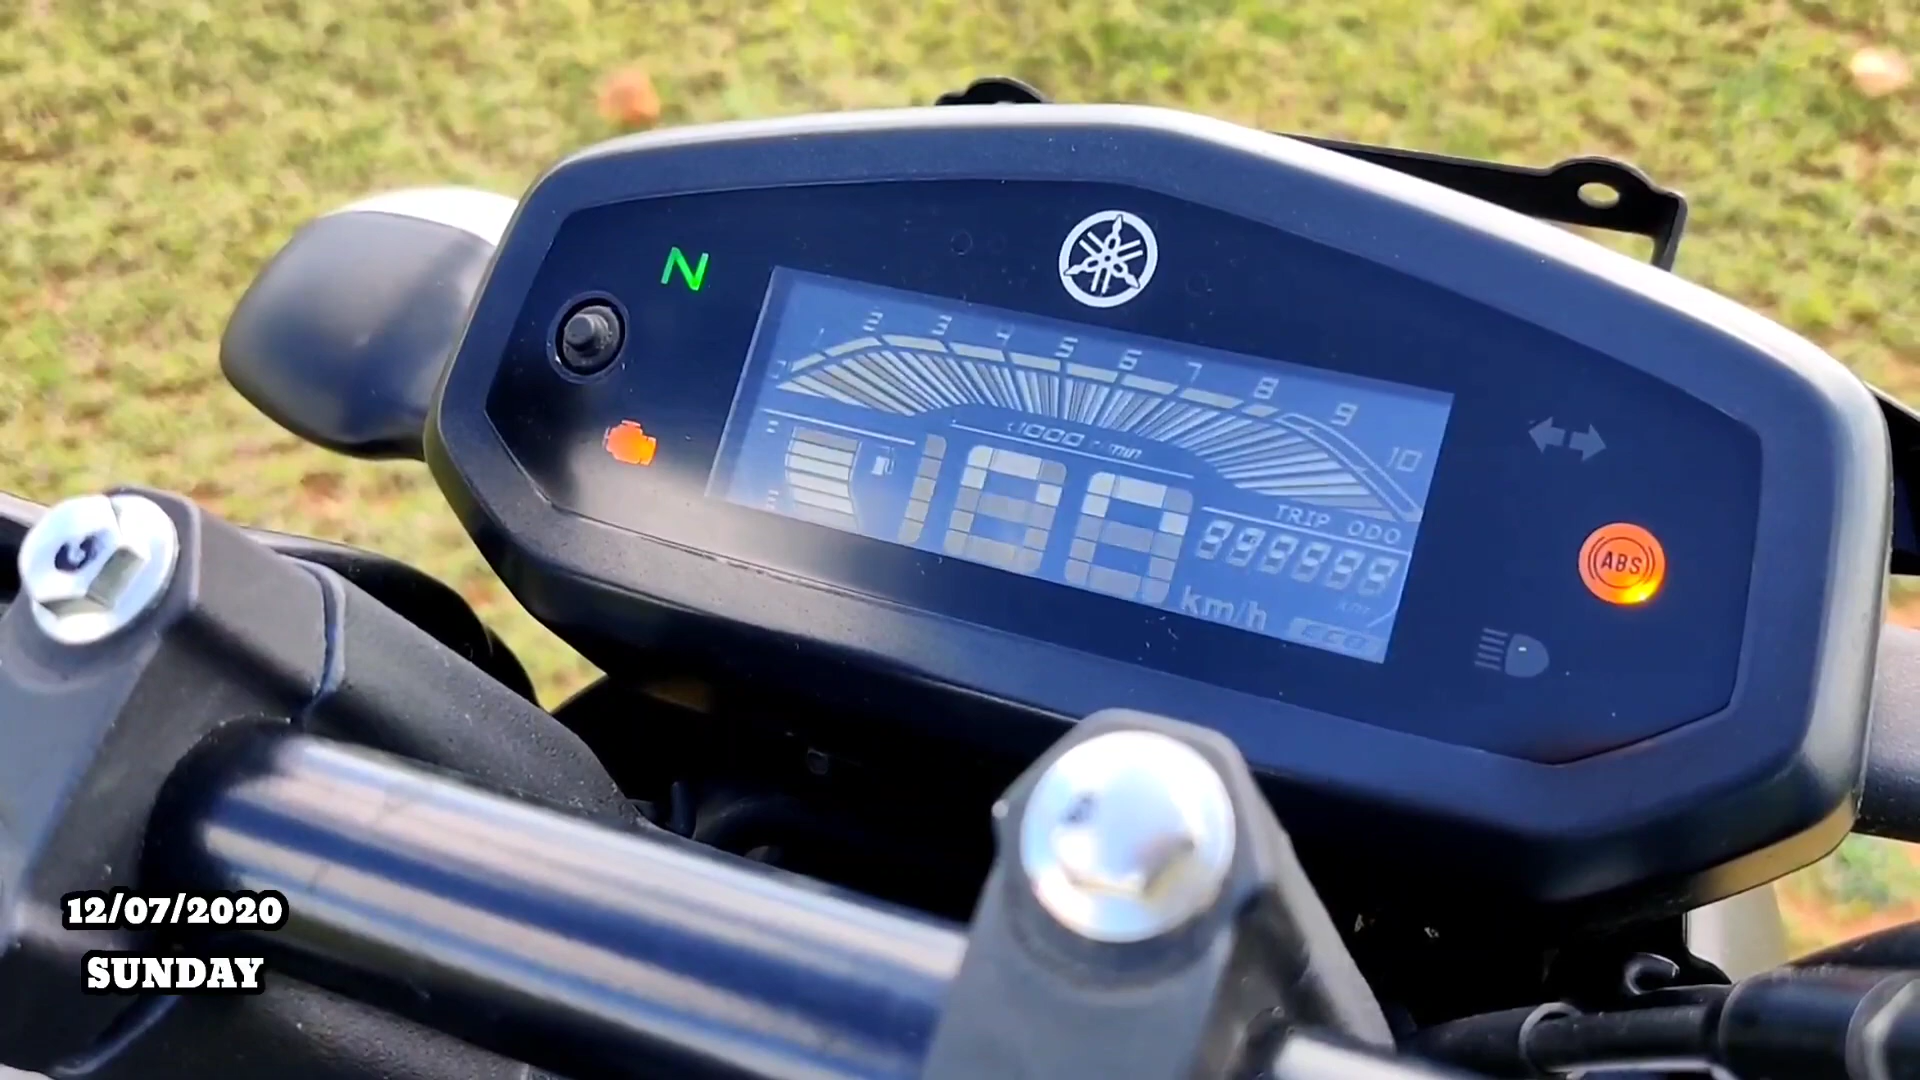 N
1 2 3 4 5 6 7 8 9 10
x1000 r/min
188
TRIP ODO
888888
km/h
ABS
G
12/07/2020
SUNDAY